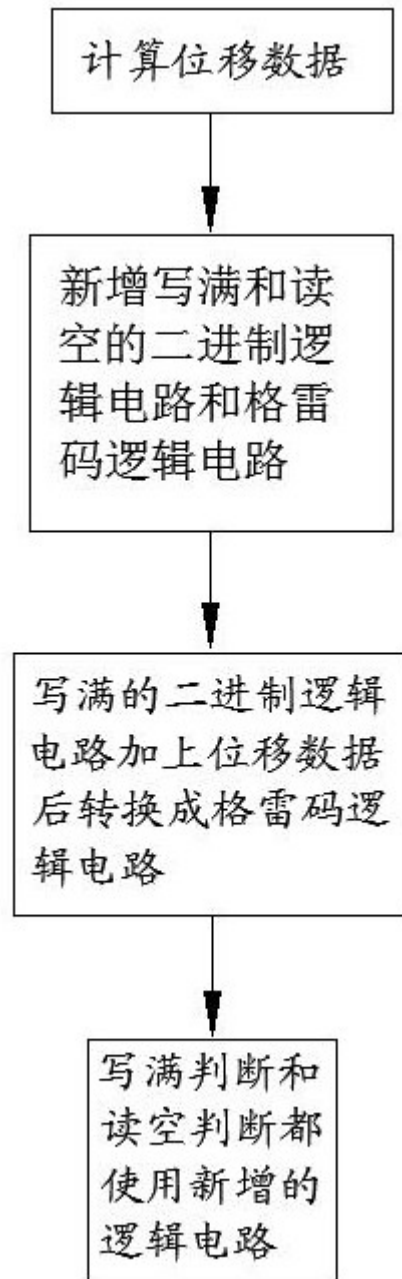 计算位移数据
新增写满和读
空的二进制逻
辑电路和格雷
码逻辑电路
写满的二进制逻辑
电路加上位移数据
后转换成格雷码逻
辑电路
写满判断和
读空判断都
使用新增的
逻辑电路